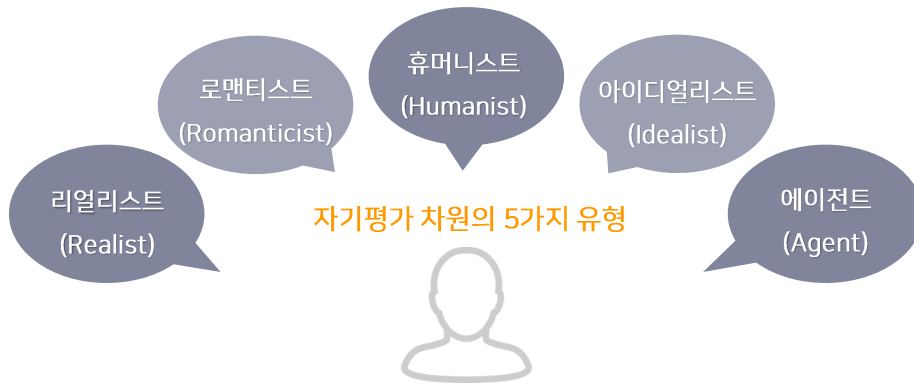 리얼리스트
(Realist)
로맨티스트
(Romanticist)
휴머니스트
(Humanist)
아이디얼리스트
(Idealist)
에이전트
(Agent)
자기평가 차원의 5가지 유형